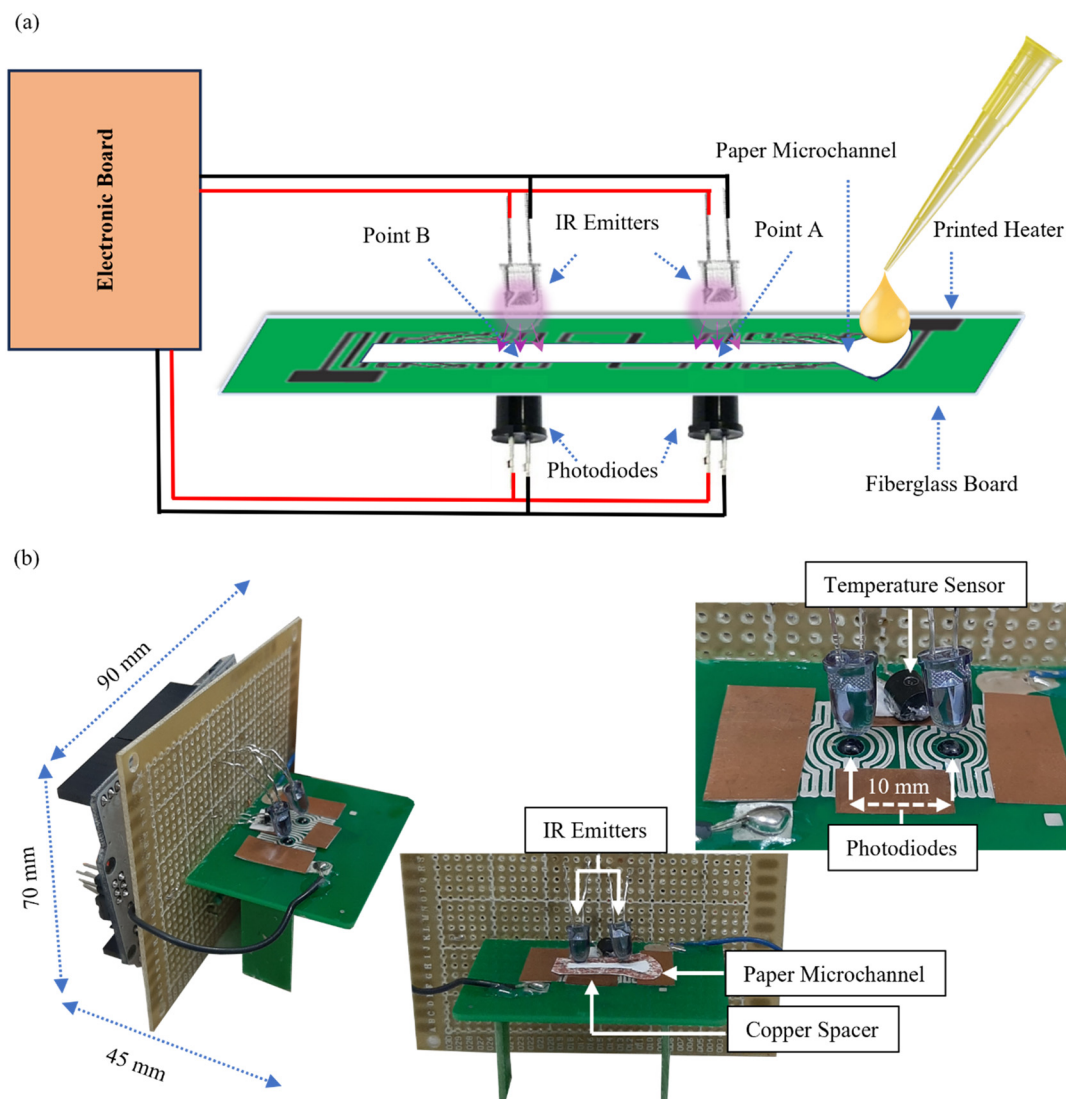 (a)
Electronic Board
Paper Microchannel
Point B
IR Emitters
Point A
Printed Heater
Photodiodes
Fiberglass Board
(b)
Temperature Sensor
90 mm
10 mm
IR Emitters
Photodiodes
70 mm
Paper Microchannel
Copper Spacer
45 mm